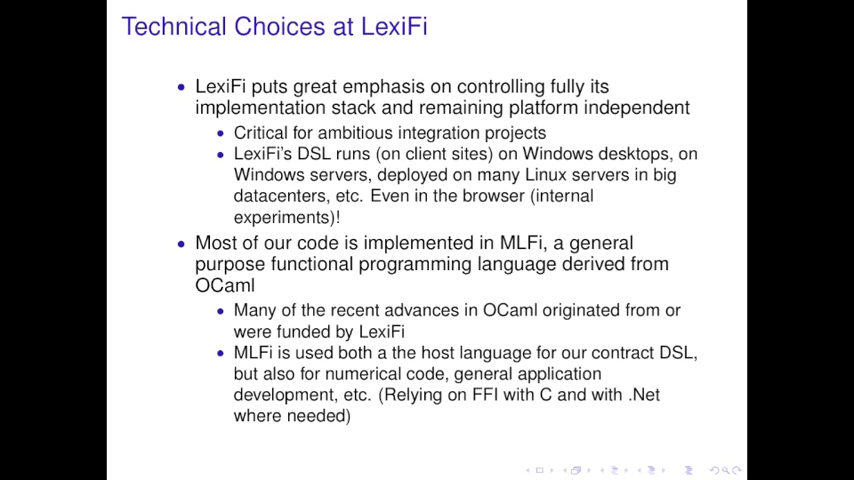 Technical Choices at LexiFi
• LexiFi puts great emphasis on controlling fully its
implementation stack and remaining platform independent
• Critical for ambitious integration projects
• LexiFi's DSL runs (on client sites) on Windows desktops, on
Windows servers, deployed on many Linux servers in big
datacenters, etc. Even in the browser (internal
experiments)!
• Most of our code is implemented in MLFi, a general
purpose functional programming language derived from
OCaml
• Many of the recent advances in OCaml originated from or
were funded by LexiFi
• MLFi is used both a the host language for our contract DSL,
but also for numerical code, general application
development, etc. (Relying on FFI with C and with .Net
where needed)